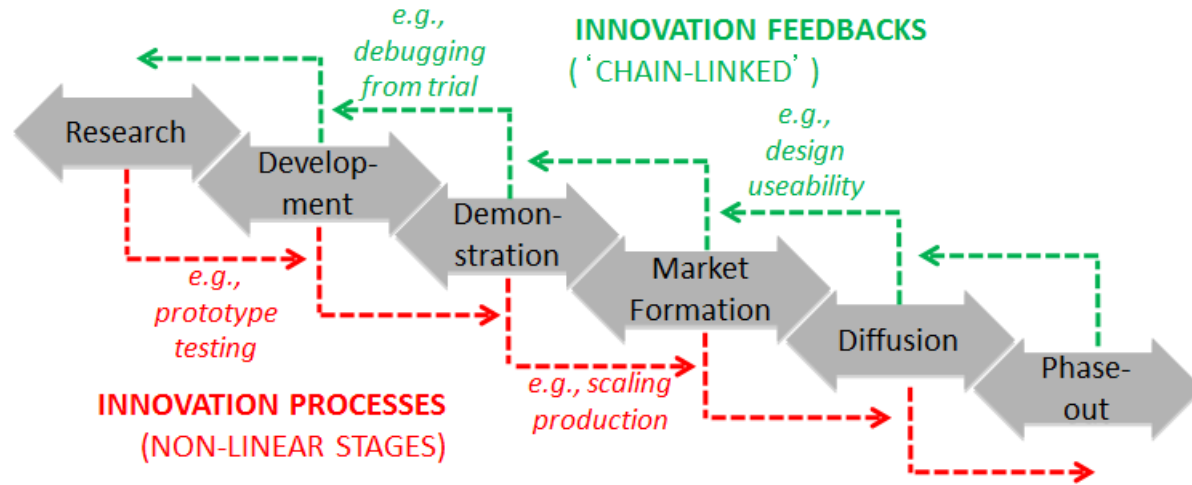 e.g.,
debugging
from trial
INNOVATION FEEDBACKS
( ‘CHAIN-LINKED’ )
Research
Develop-
ment
e.g.,
design
useability
Demon-
stration
e.g.,
prototype
testing
Market
Formation
Diffusion
Phase-
out
e.g., scaling
production
INNOVATION PROCESSES
(NON-LINEAR STAGES)